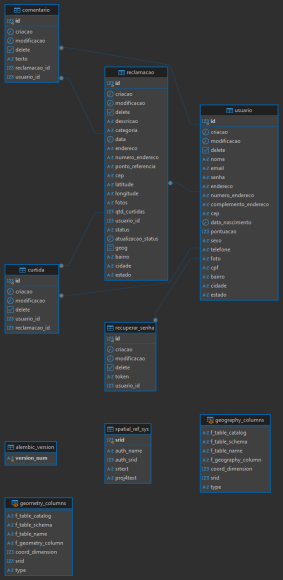 comentario
id
criacao
modificacao
delete
texto
reclamacao_id
usuario_id
reclamacao
id
criacao
modificacao
delete
descricao
categoria
data
endereco
numero_endereco
ponto_referencia
cep
latitude
longitude
fotos
qtd_curtidas
usuario_id
status
atualizacao_status
geog
bairro
cidade
estado
usuario
id
criacao
modificacao
delete
nome
email
senha
endereco
numero_endereco
complemento_endereco
cep
data_nascimento
pontuacao
sexo
telefone
foto
cpf
bairro
cidade
estado
curtida
id
criacao
modificacao
delete
usuario_id
reclamacao_id
recuperar_senha
id
criacao
modificacao
delete
token
usuario_id
alembic_version
version_num
spatial_ref_sys
srid
auth_name
auth_srid
srtext
proj4text
geography_columns
f_table_catalog
f_table_schema
f_table_name
f_geography_column
coord_dimension
srid
type
geometry_columns
f_table_catalog
f_table_schema
f_table_name
f_geometry_column
coord_dimension
srid
type